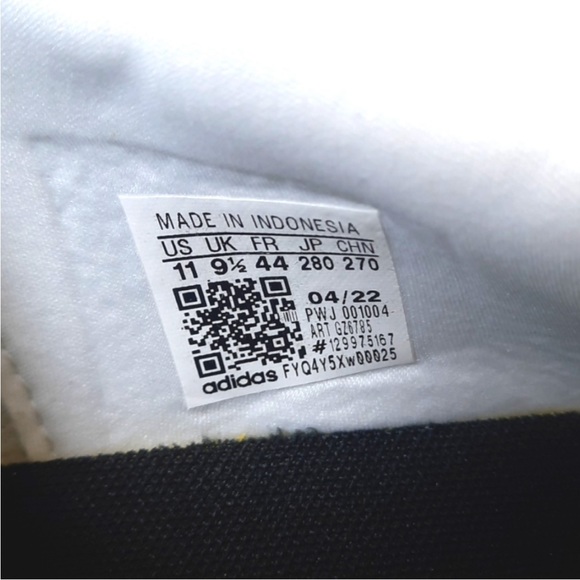 MADE IN INDONESIA
US UK FR JP CHN
11 9½ 44 280 270
04/22
PWJ 001004
ART GZ6785
#129975167
adidas FYQ4Y5XW00025